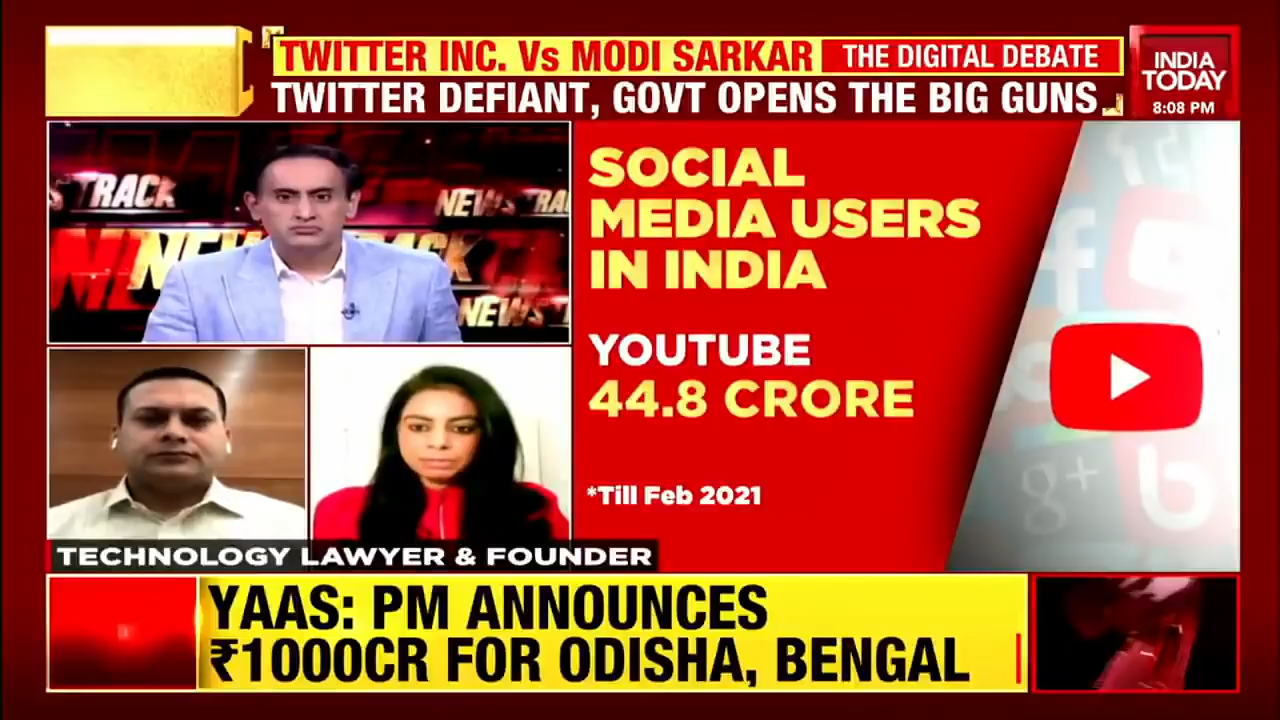 TWITTER INC. Vs MODI SARKAR
THE DIGITAL DEBATE
TWITTER DEFIANT, GOVT OPENS THE BIG GUNS
INDIA
TODAY
8:08 PM
SOCIAL
MEDIA USERS
IN INDIA
YOUTUBE
44.8 CRORE
*Till Feb 2021
TECHNOLOGY LAWYER & FOUNDER
YAAS: PM ANNOUNCES
₹1000CR FOR ODISHA, BENGAL